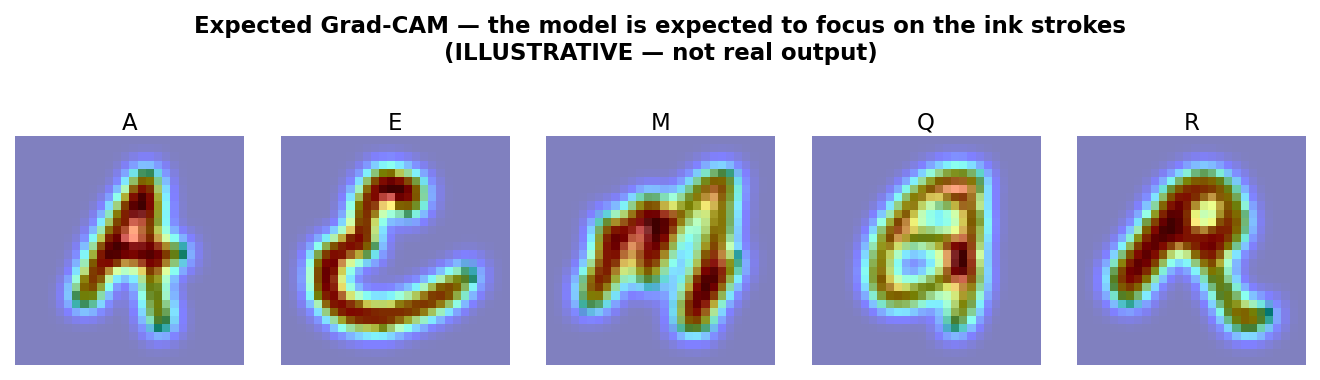 Expected Grad-CAM — the model is expected to focus on the ink strokes
(ILLUSTRATIVE — not real output)
A E M Q R